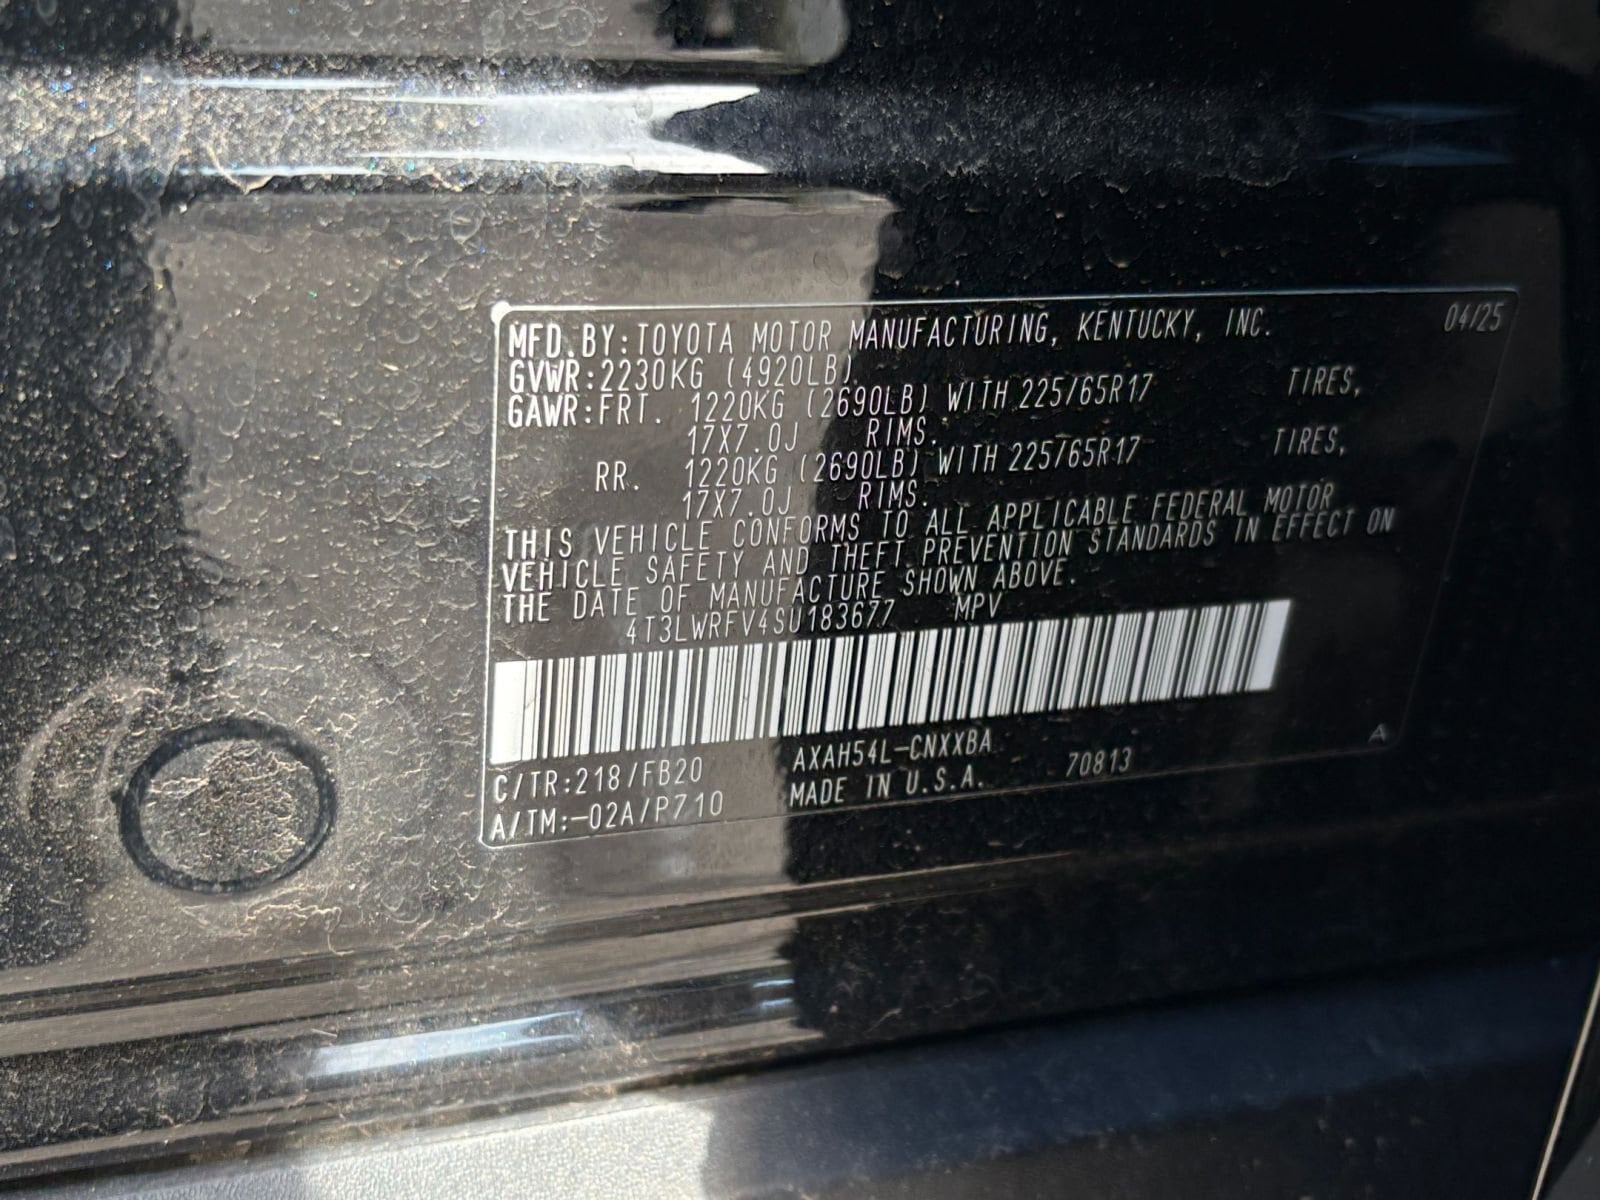 MFD.BY:TOYOTA MOTOR MANUFACTURING, KENTUCKY, INC. 04/25
GVWR:2230KG (4920LB)
GAWR:FRT. 1220KG (2690LB) WITH 225/65R17 TIRES,
17X7.0J RIMS.
RR. 1220KG (2690LB) WITH 225/65R17 TIRES,
17X7.0J RIMS.
THIS VEHICLE CONFORMS TO ALL APPLICABLE FEDERAL MOTOR
VEHICLE SAFETY AND THEFT PREVENTION STANDARDS IN EFFECT ON
THE DATE OF MANUFACTURE SHOWN ABOVE.
4T3LWRFV4SU183677 MPV
C/TR:218/FB20 AXAH54L-CNXXBA A
A/TM:-02A/P710 MADE IN U.S.A. 70813